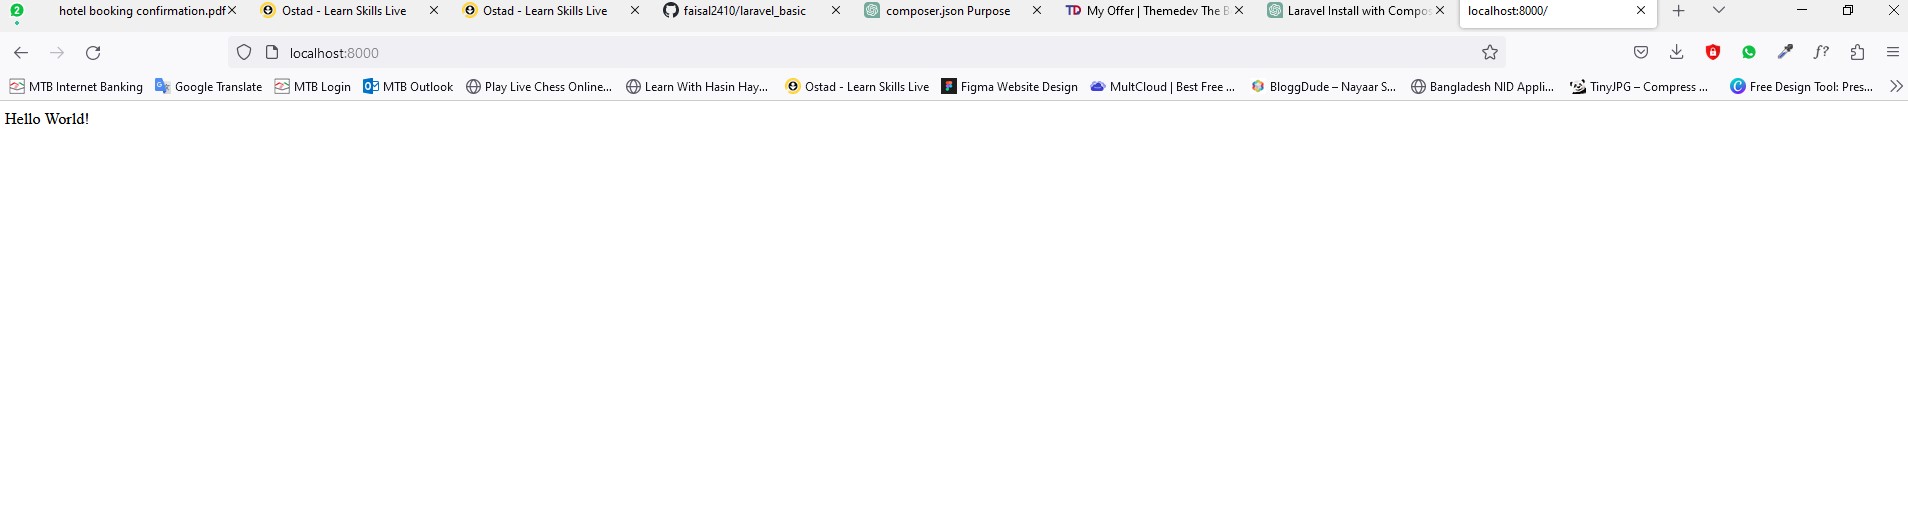 2 hotel booking confirmation.pdf Ostad - Learn Skills Live Ostad - Learn Skills Live faisal2410/laravel_basic composer.json Purpose My Offer | Themedev The B Laravel Install with Compos localhost:8000/
localhost:8000 f?
MTB Internet Banking Google Translate MTB Login MTB Outlook Play Live Chess Online... Learn With Hasin Hay... Ostad - Learn Skills Live Figma Website Design MultCloud | Best Free ... BloggDude – Nayaar S... Bangladesh NID Appli... TinyJPG – Compress ... Free Design Tool: Pres...
Hello World!